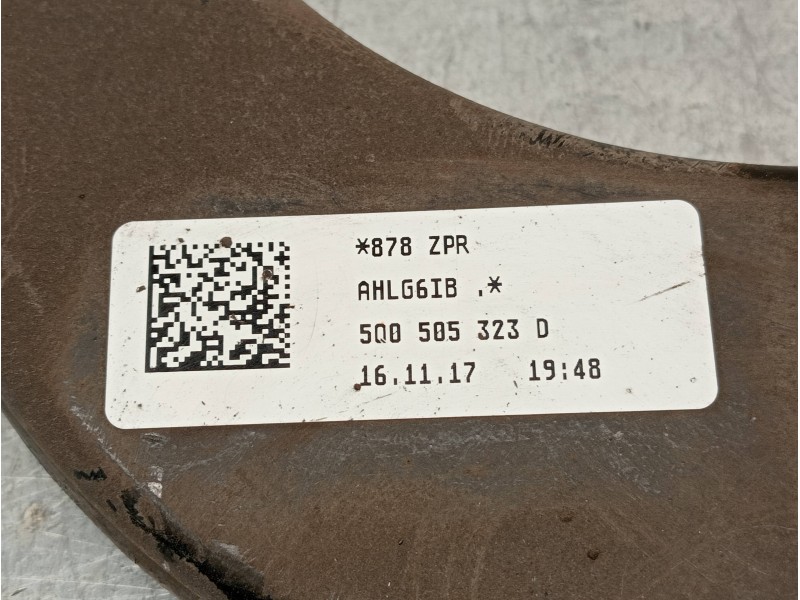 *878 ZPR
AHLG6IB .*
5Q0 505 323 D
16.11.17 19:48